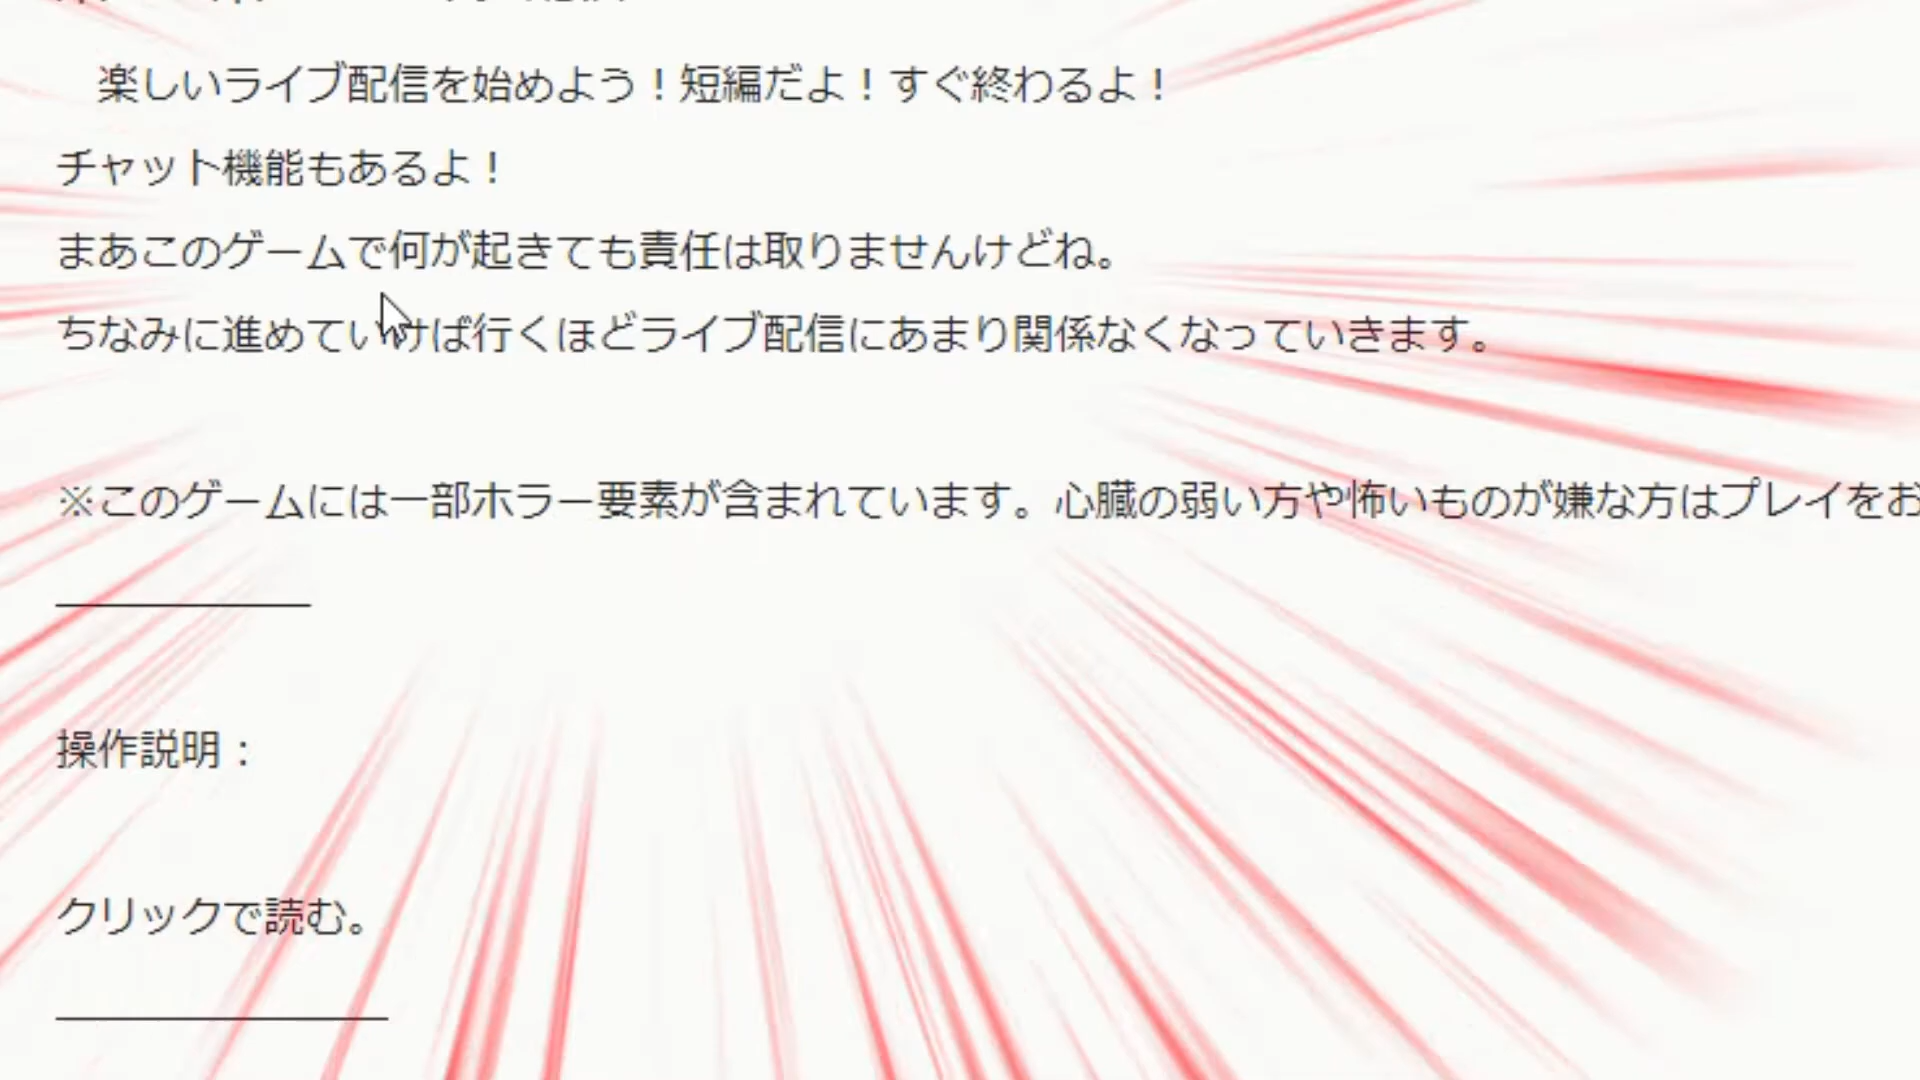 楽しいライブ配信を始めよう！短編だよ！すぐ終わるよ！
チャット機能もあるよ！
まあこのゲームで何が起きても責任は取りませんけどね。
ちなみに進めていけば行くほどライブ配信にあまり関係なくなっていきます。
※このゲームには一部ホラー要素が含まれています。心臓の弱い方や怖いものが嫌な方はプレイをお
操作説明：
クリックで読む。